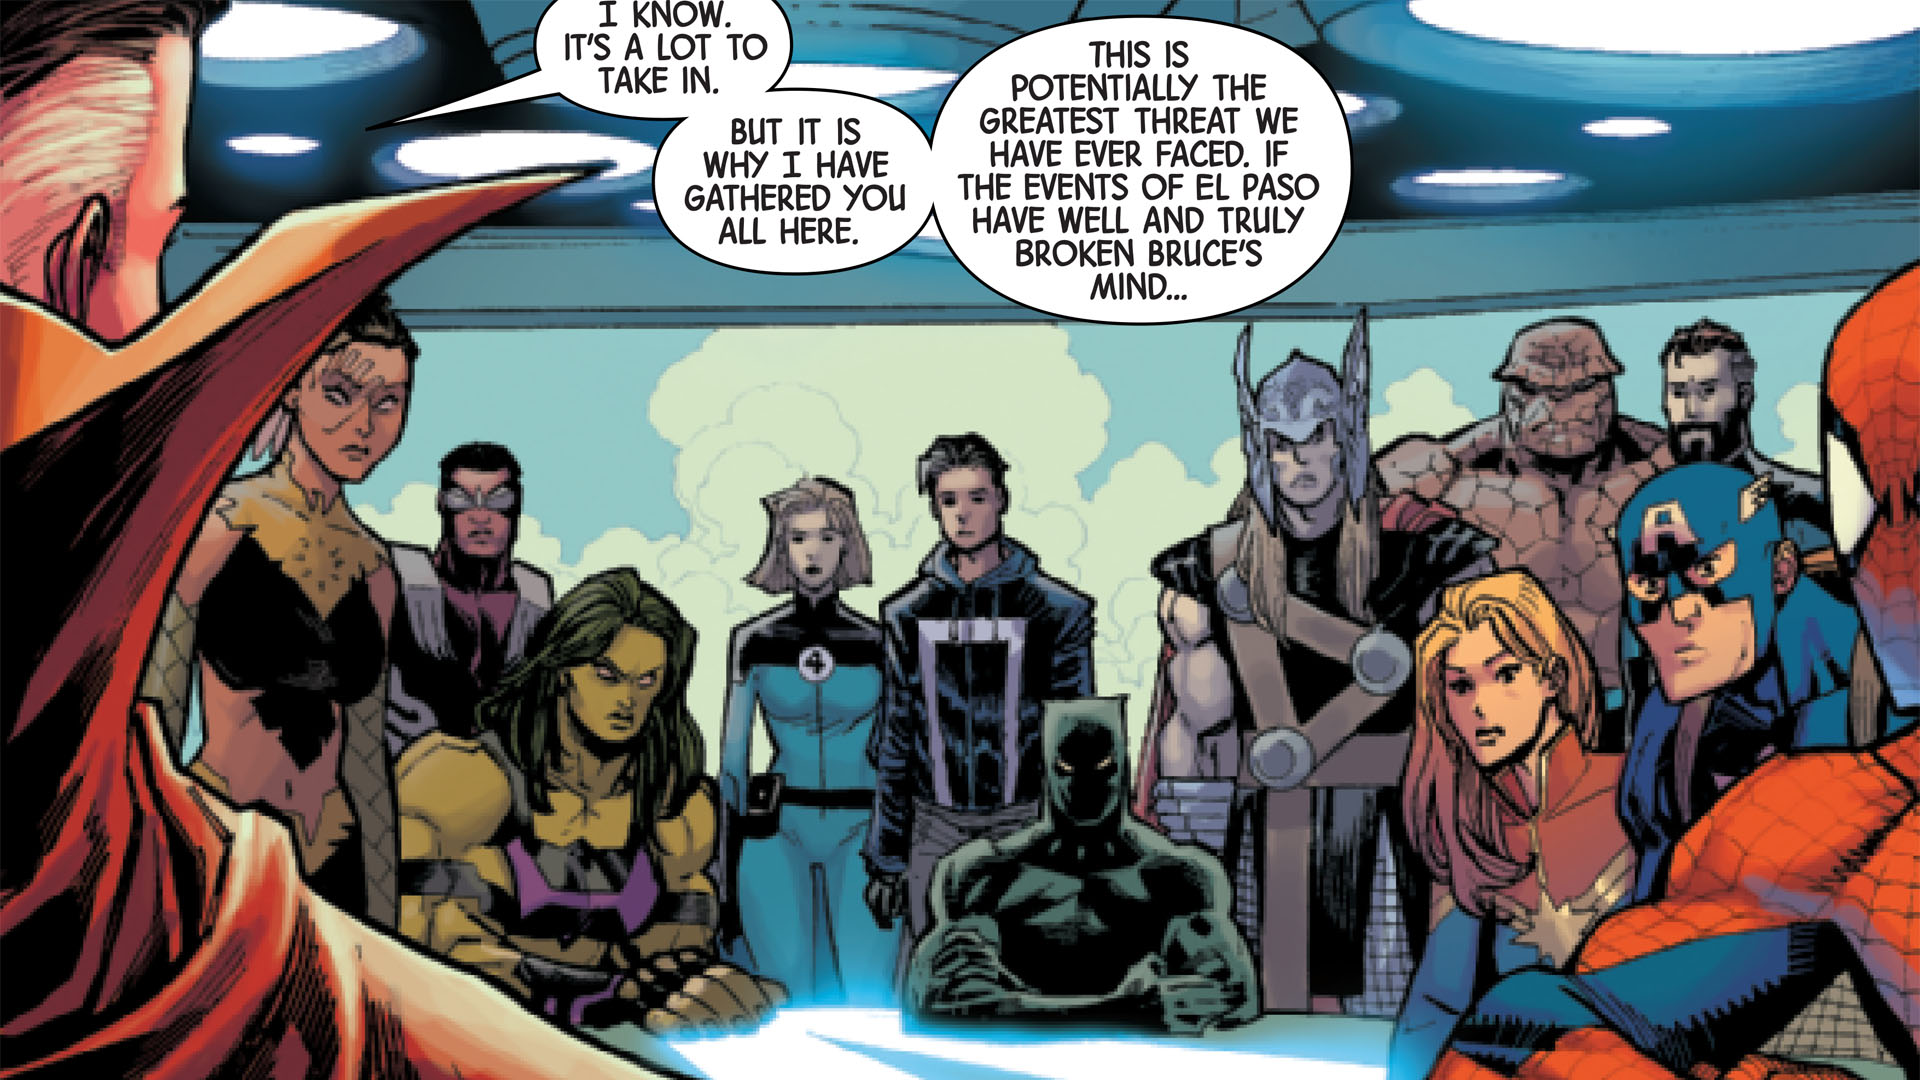 I KNOW.
IT'S A LOT TO
TAKE IN.
BUT IT IS
WHY I HAVE
GATHERED YOU
ALL HERE.
THIS IS
POTENTIALLY THE
GREATEST THREAT WE
HAVE EVER FACED. IF
THE EVENTS OF EL PASO
HAVE WELL AND TRULY
BROKEN BRUCE'S
MIND...
4
A